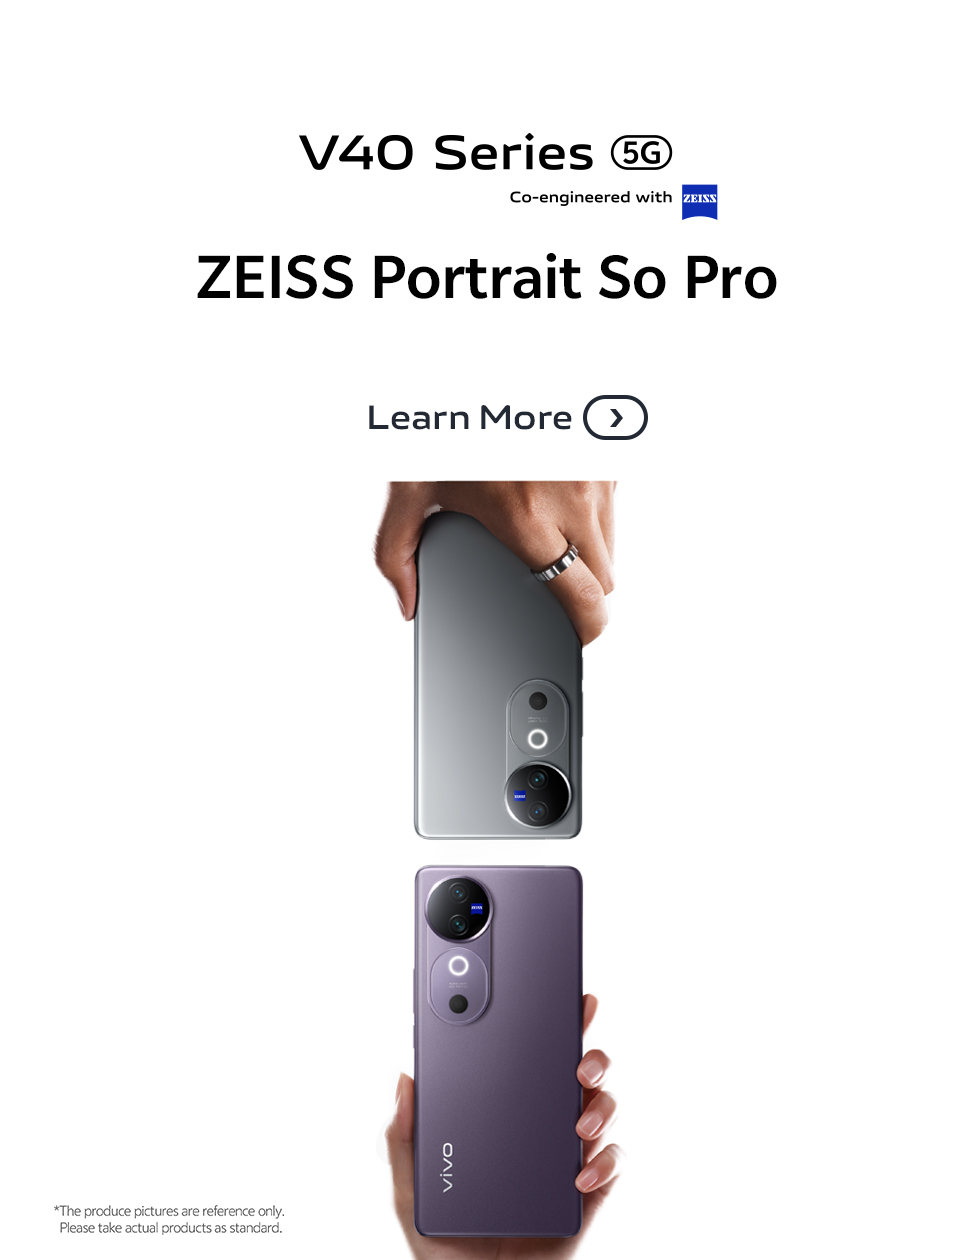 V40 Series 5G
Co-engineered with ZEISS
ZEISS Portrait So Pro
Learn More
ZEISS
ZEISS
vivo
*The produce pictures are reference only.
Please take actual products as standard.